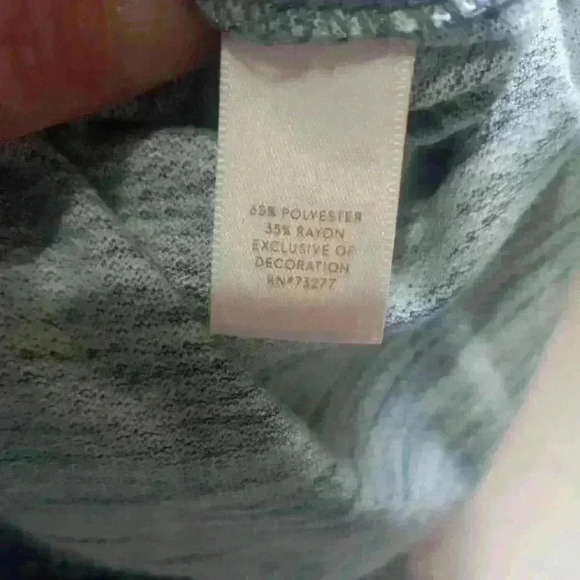 65% POLYESTER
35% RAYON
EXCLUSIVE OF
DECORATION
RN#73277